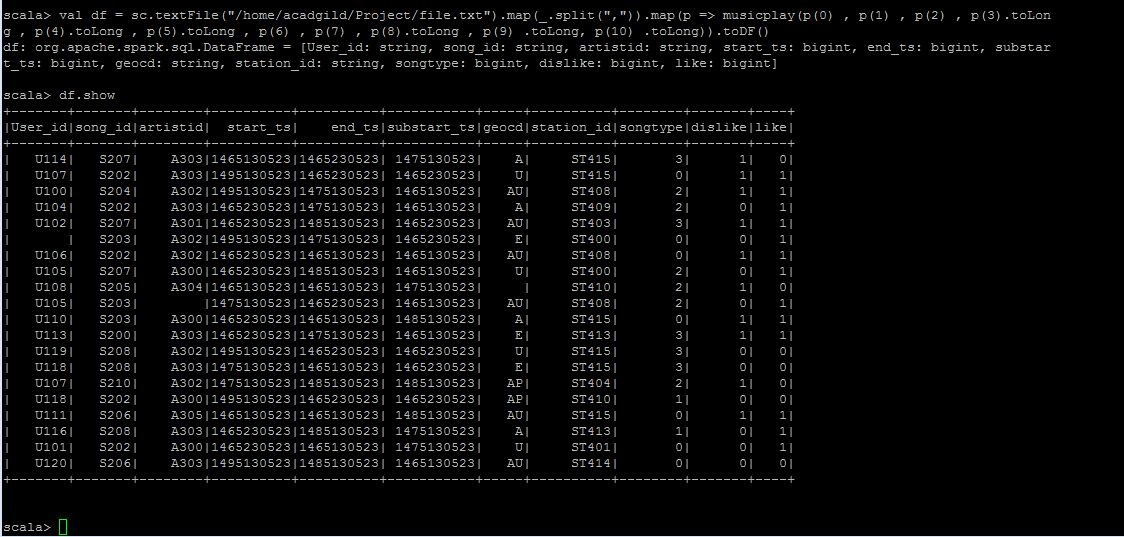 scala> val df = sc.textFile("/home/acadgild/Project/file.txt").map(_.split(",")).map(p => musicplay(p(0) , p(1) , p(2) , p(3).toLon
g , p(4).toLong , p(5).toLong , p(6) , p(7) , p(8).toLong , p(9) .toLong, p(10) .toLong)).toDF()
df: org.apache.spark.sql.DataFrame = [User_id: string, song_id: string, artistid: string, start_ts: bigint, end_ts: bigint, substar
t_ts: bigint, geocd: string, station_id: string, songtype: bigint, dislike: bigint, like: bigint]
scala> df.show
+-------+-------+--------+----------+----------+-----------+-----+----------+--------+-------+----+
|User_id|song_id|artistid|  start_ts|    end_ts|substart_ts|geocd|station_id|songtype|dislike|like|
+-------+-------+--------+----------+----------+-----------+-----+----------+--------+-------+----+
|   U114|   S207|    A303|1465130523|1465230523| 1475130523|    A|     ST415|       3|      1|   0|
|   U107|   S202|    A303|1495130523|1465230523| 1465230523|    U|     ST415|       0|      1|   1|
|   U100|   S204|    A302|1495130523|1475130523| 1465130523|   AU|     ST408|       2|      1|   1|
|   U104|   S202|    A303|1465230523|1475130523| 1465230523|    A|     ST409|       2|      0|   1|
|   U102|   S207|    A301|1465230523|1485130523| 1465230523|   AU|     ST403|       3|      1|   1|
|       |   S203|    A302|1495130523|1475130523| 1465230523|    E|     ST400|       0|      0|   1|
|   U106|   S202|    A302|1465230523|1465130523| 1465230523|   AU|     ST408|       0|      1|   1|
|   U105|   S207|    A300|1465230523|1485130523| 1465130523|    U|     ST400|       2|      0|   1|
|   U108|   S205|    A304|1465130523|1465130523| 1475130523|     |     ST410|       2|      1|   0|
|   U105|   S203|        |1475130523|1465130523| 1465230523|   AU|     ST408|       2|      0|   1|
|   U110|   S203|    A300|1465230523|1465130523| 1485130523|    A|     ST415|       0|      1|   1|
|   U113|   S200|    A303|1465230523|1475130523| 1465130523|    E|     ST413|       3|      1|   1|
|   U119|   S208|    A302|1495130523|1475130523| 1465230523|    U|     ST415|       3|      0|   0|
|   U118|   S208|    A303|1475130523|1465130523| 1465230523|    E|     ST415|       3|      0|   0|
|   U107|   S210|    A302|1475130523|1485130523| 1485130523|   AP|     ST404|       2|      1|   0|
|   U118|   S202|    A300|1495130523|1465130523| 1465230523|   AP|     ST410|       1|      0|   0|
|   U111|   S206|    A305|1465130523|1465130523| 1485130523|   AU|     ST415|       0|      1|   1|
|   U116|   S208|    A303|1465230523|1485130523| 1475130523|    A|     ST413|       1|      0|   1|
|   U101|   S202|    A300|1465230523|1465130523| 1475130523|    U|     ST401|       0|      0|   1|
|   U120|   S206|    A303|1495130523|1485130523| 1465130523|   AU|     ST414|       0|      0|   0|
+-------+-------+--------+----------+----------+-----------+-----+----------+--------+-------+----+
scala>